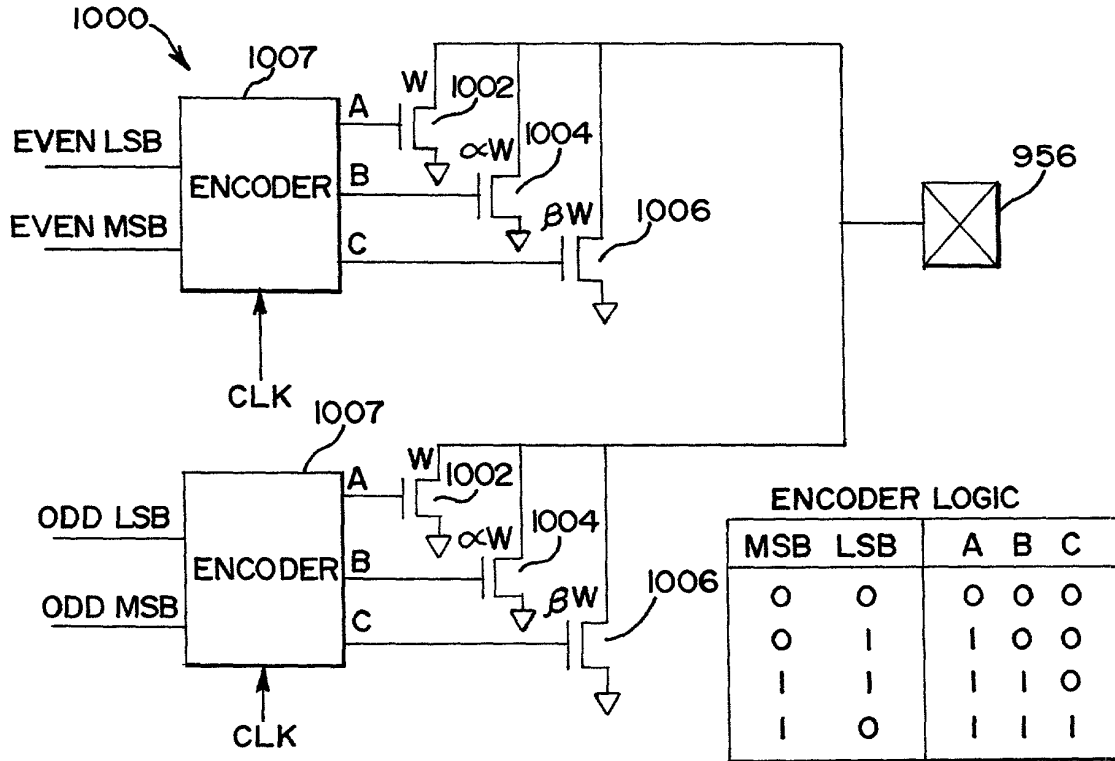 1000
1007
EVEN LSB
EVEN MSB
ENCODER
CLK
A
B
C
W
1002
∝W
1004
βW
1006
956
1007
ODD LSB
ODD MSB
ENCODER
CLK
A
B
C
W
1002
∝W
1004
βW
1006
ENCODER LOGIC
MSB LSB A B C
0 0 0 0 0
0 1 1 0 0
1 1 1 1 0
1 0 1 1 1